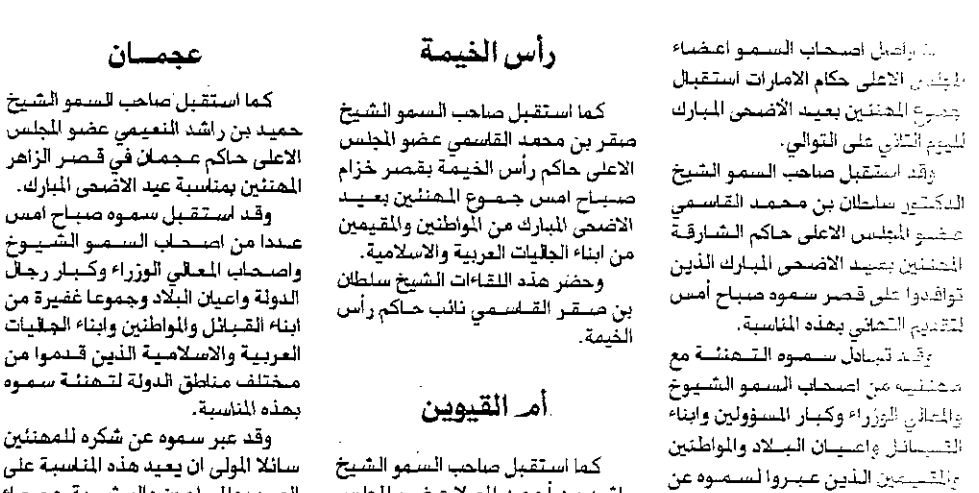 واصل اصحاب السمو اعضاء
المجلس الاعلى حكام الامارات استقبال
جموع المهنئين بعيد الأضحى المبارك
لليوم الثاني على التوالي.
وقد استقبل صاحب السمو الشيخ
الدكتور سلطان بن محمد القاسمي
عضو المجلس الاعلى حاكم الشارقة
المهنئين بعيد الاضحى المبارك الذين
توافدوا على قصر سموه صباح أمس
لتقديم التهاني بهذه المناسبة.
وقد تبادل سموه التهنئة مع
مهنئيه من اصحاب السمو الشيوخ
والمعالي الوزراء وكبار المسؤولين وابناء
القبائل واعيان البلاد والمواطنين
والمقيمين الذين عبروا لسموه عن
رأس الخيمة
كما استقبل صاحب السمو الشيخ
صقر بن محمد القاسمي عضو المجلس
الاعلى حاكم رأس الخيمة بقصر خزام
صباح امس جموع المهنئين بعيد
الاضحى المبارك من المواطنين والمقيمين
من ابناء الجاليات العربية والاسلامية.
وحضر هذه اللقاءات الشيخ سلطان
بن صقر القاسمي نائب حاكم رأس
الخيمة.
أم القيوين
كما استقبل صاحب السمو الشيخ
عجمان
كما استقبل صاحب السمو الشيخ
حميد بن راشد النعيمي عضو المجلس
الاعلى حاكم عجمان في قصر الزاهر
المهنئين بمناسبة عيد الاضحى المبارك.
وقد استقبل سموه صباح امس
عددا من اصحاب السمو الشيوخ
واصحاب المعالي الوزراء وكبار رجال
الدولة واعيان البلاد وجموعا غفيرة من
ابناء القبائل والمواطنين وابناء الجاليات
العربية والاسلامية الذين قدموا من
مختلف مناطق الدولة لتهنئة سموه
بهذه المناسبة.
وقد عبر سموه عن شكره للمهنئين
سائلا المولى ان يعيد هذه المناسبة على